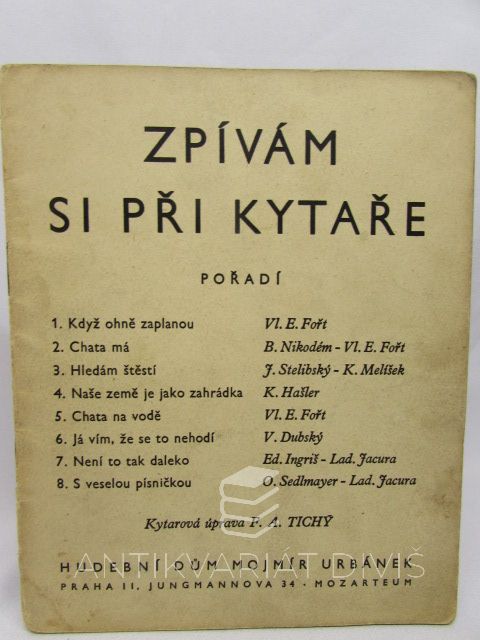 ZPÍVÁM
SI PŘI KYTAŘE
POŘADÍ
1. Když ohně zaplanou Vl. E. Fořt
2. Chata má B. Nikodém - Vl. E. Fořt
3. Hledám štěstí J. Stelibský - K. Melíšek
4. Naše země je jako zahrádka K. Hašler
5. Chata na vodě Vl. E. Fořt
6. Já vím, že se to nehodí V. Dubský
7. Není to tak daleko Ed. Ingriš - Lad. Jacura
8. S veselou písničkou O. Sedlmayer - Lad. Jacura
Kytarová úprava F. A. TICHÝ
ANTIKVARIÁT DIVIŠ
HUDEBNÍ DŮM MOJMÍR URBÁNEK
PRAHA II, JUNGMANNOVA 34 · MOZARTEUM